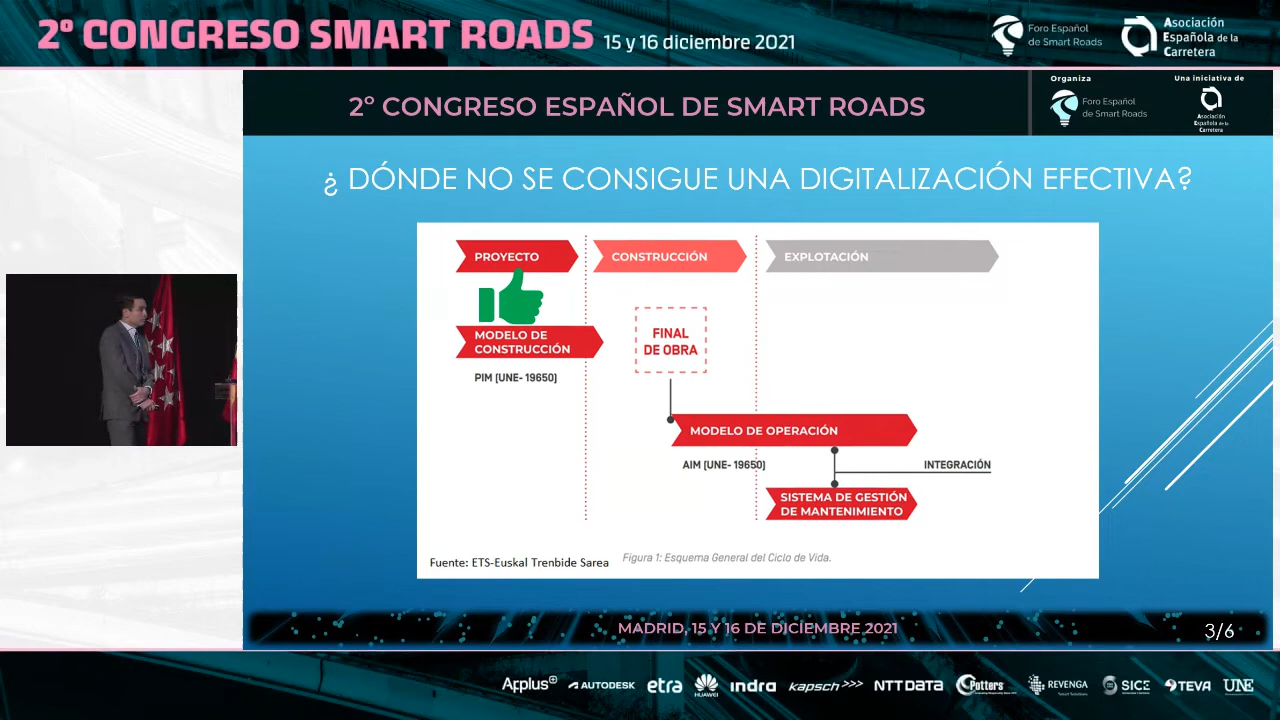 2º CONGRESO SMART ROADS 15 y 16 diciembre 2021
Foro Español
de Smart Roads
Asociación
Española de la
Carretera
2º CONGRESO ESPAÑOL DE SMART ROADS
Organiza
Foro Español
de Smart Roads
Una iniciativa de
Asociación
Española de la
Carretera
¿ DÓNDE NO SE CONSIGUE UNA DIGITALIZACIÓN EFECTIVA?
PROYECTO
CONSTRUCCIÓN
EXPLOTACIÓN
MODELO DE
CONSTRUCCIÓN
PIM (UNE- 19650)
FINAL
DE OBRA
MODELO DE OPERACIÓN
AIM (UNE- 19650)
INTEGRACIÓN
SISTEMA DE GESTIÓN
DE MANTENIMIENTO
Fuente: ETS-Euskal Trenbide Sarea
Figura 1: Esquema General del Ciclo de Vida.
MADRID, 15 Y 16 DE DICIEMBRE 2021
3/6
Applus+ AUTODESK etra HUAWEI indra kapsch>>> NTT DATA Potters REVENGA SICE TEVA UNE